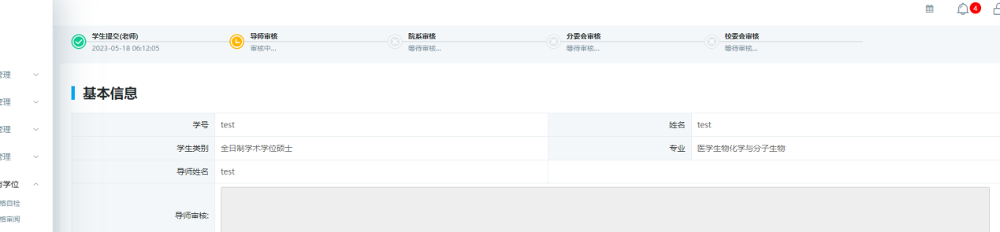 4
学生提交(老师)
2023-05-18 06:12:05
导师审核
审核中...
院系审核
等待审核...
分委会审核
等待审核...
校委会审核
等待审核...
管理
管理
管理
管理
与学位
格自检
格审阅
基本信息
学号 test 姓名 test
学生类别 全日制学术学位硕士 专业 医学生物化学与分子生物
导师姓名 test
导师审核: